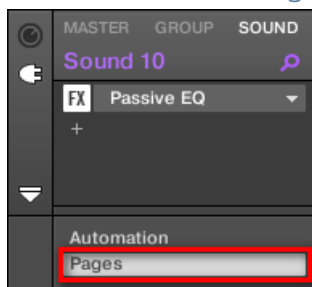 MASTER GROUP SOUND
Sound 10
FX Passive EQ
+
Automation
Pages